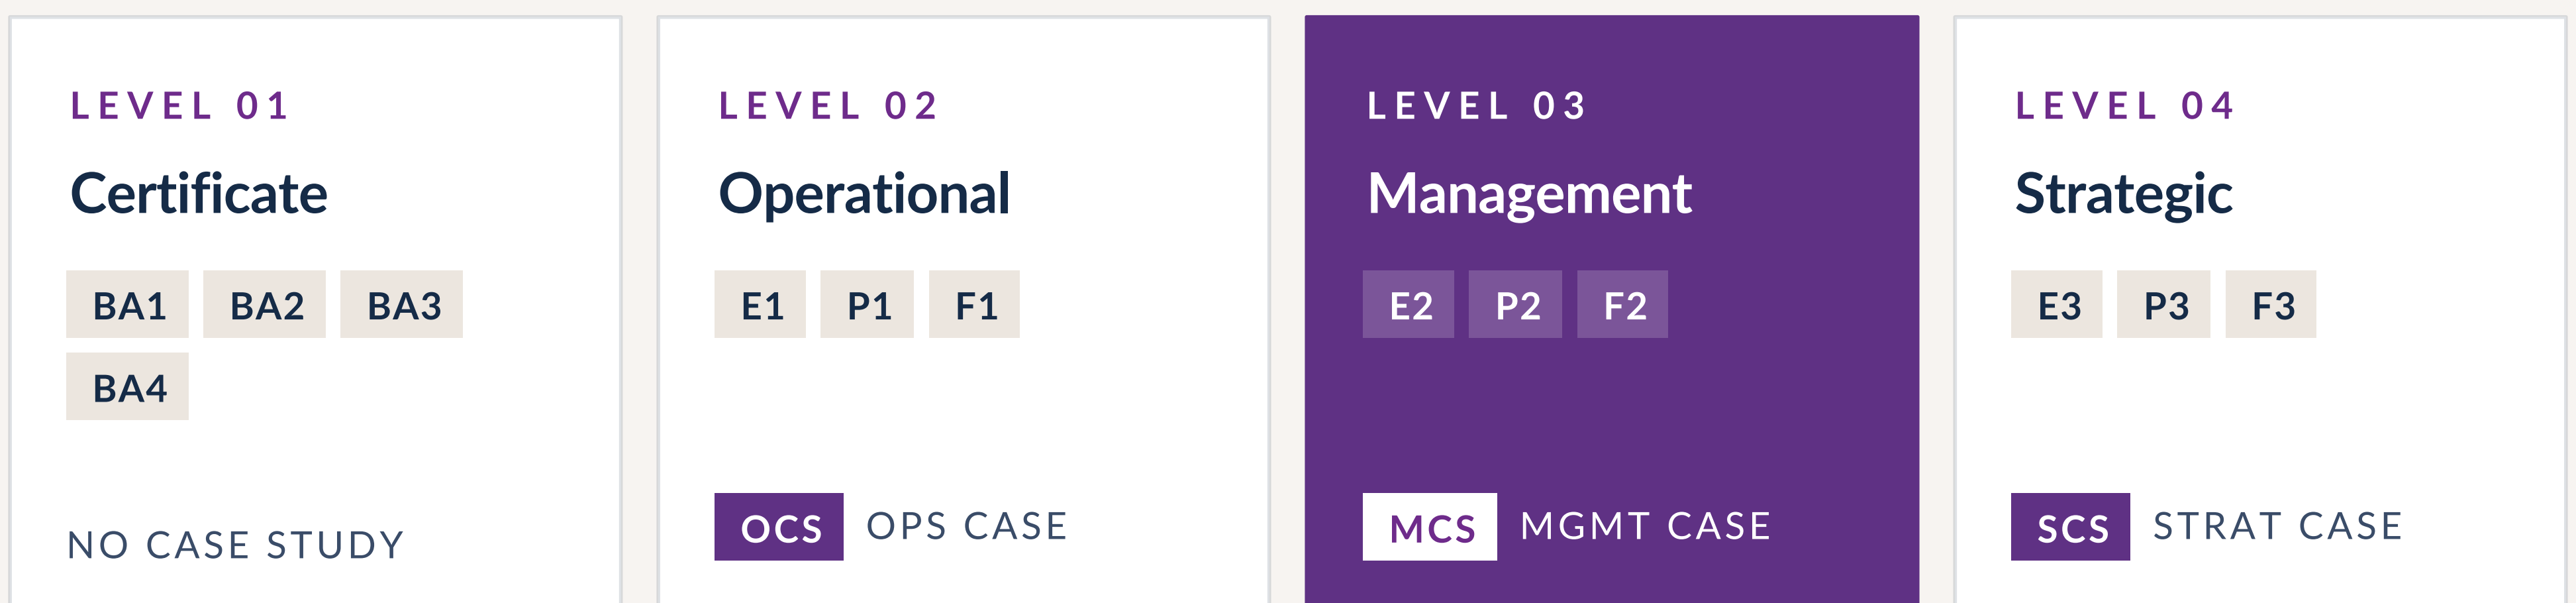 LEVEL 01
Certificate
BA1 BA2 BA3
BA4
NO CASE STUDY
LEVEL 02
Operational
E1 P1 F1
OCS OPS CASE
LEVEL 03
Management
E2 P2 F2
MCS MGMT CASE
LEVEL 04
Strategic
E3 P3 F3
SCS STRAT CASE